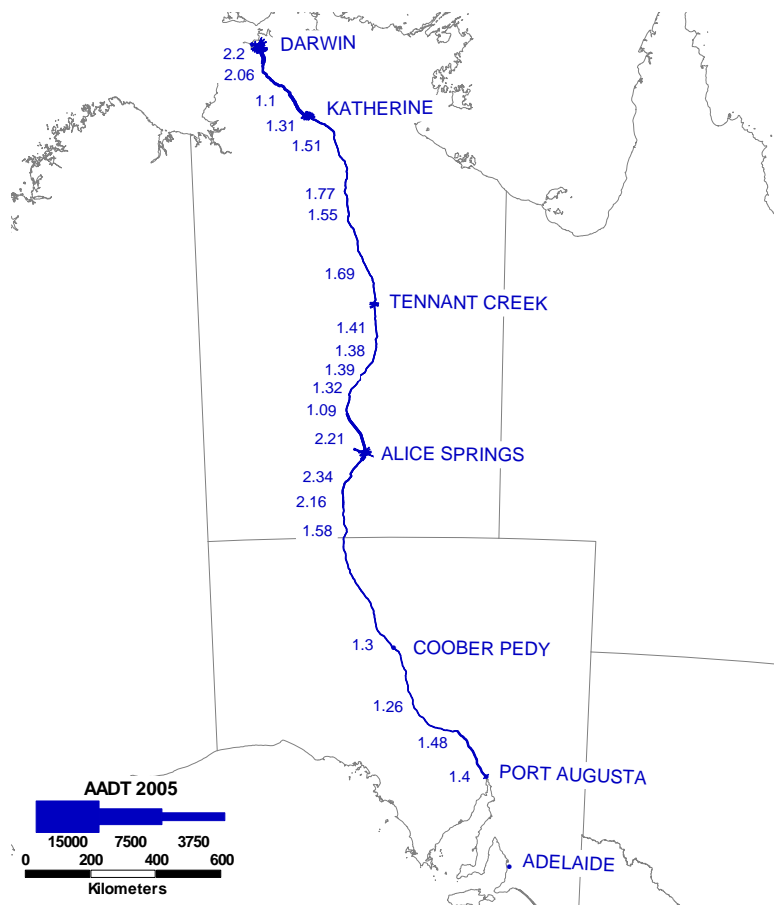 DARWIN
2.2
2.06
1.1
KATHERINE
1.31
1.51
1.77
1.55
1.69
TENNANT CREEK
1.41
1.38
1.39
1.32
1.09
2.21
ALICE SPRINGS
2.34
2.16
1.58
1.3
COOBER PEDY
1.26
1.48
1.4
PORT AUGUSTA
AADT 2005
15000 7500 3750
0 200 400 600
Kilometers
ADELAIDE